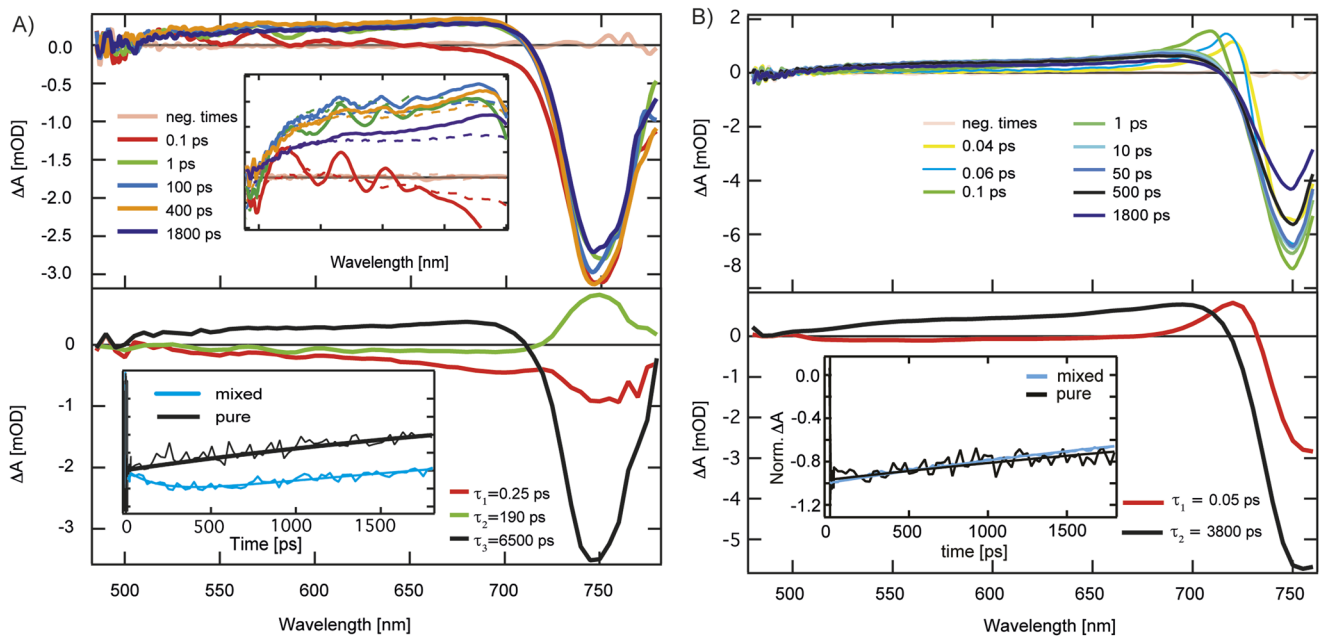 A)
ΔA [mOD]
0.0
-0.5
-1.0
-1.5
-2.0
-2.5
-3.0
neg. times
0.1 ps
1 ps
100 ps
400 ps
1800 ps
Wavelength [nm]
ΔA [mOD]
0
-1
-2
-3
mixed
pure
0
500
1000
1500
Time [ps]
τ1=0.25 ps
τ2=190 ps
τ3=6500 ps
500
550
600
650
700
750
Wavelength [nm]
B)
ΔA [mOD]
2
0
-2
-4
-6
-8
neg. times
0.04 ps
0.06 ps
0.1 ps
1 ps
10 ps
50 ps
500 ps
1800 ps
ΔA [mOD]
0
-1
-2
-3
-4
-5
Norm. ΔA
0.0
-0.4
-0.8
-1.2
mixed
pure
0
500
1000
1500
time [ps]
τ1 = 0.05 ps
τ2 = 3800 ps
500
550
600
650
700
750
Wavelength [nm]